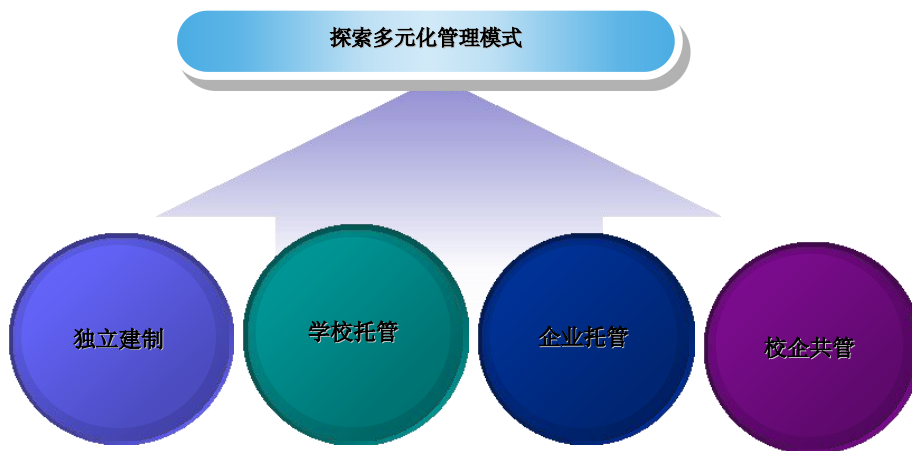 探索多元化管理模式
独立建制
学校托管
企业托管
校企共管